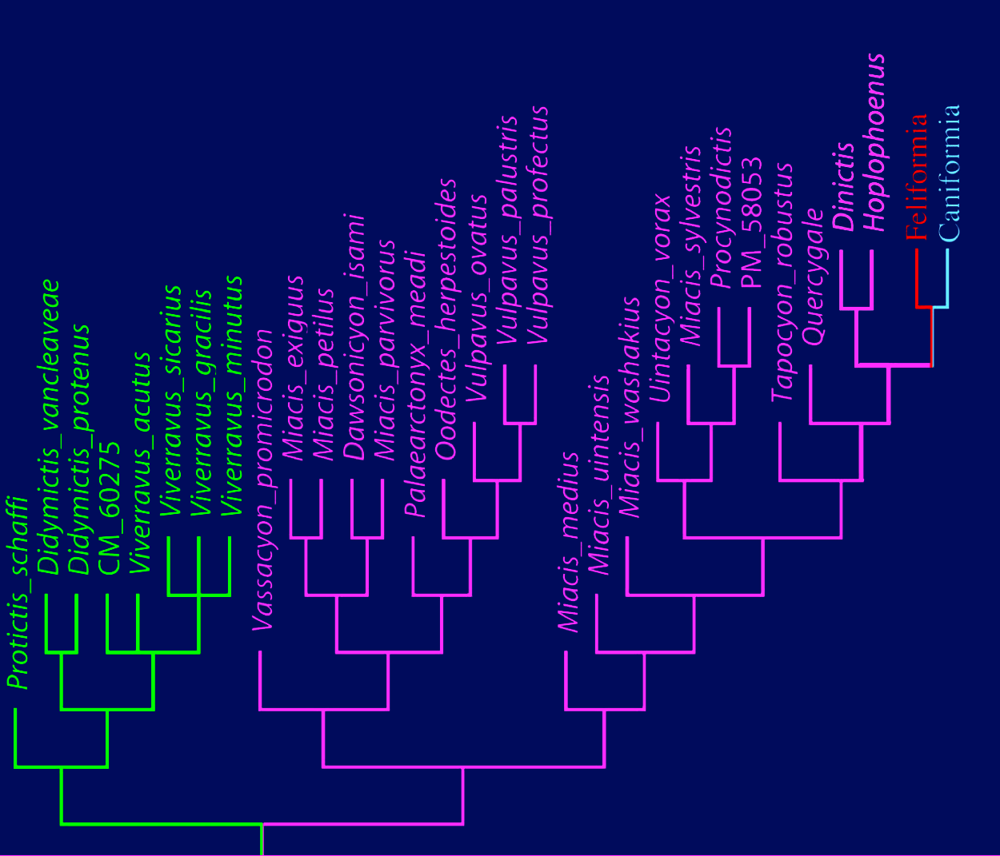 Protictis_schaffi
Didymictis_vancleaveae
Didymictis_protenus
CM_60275
Viverravus_acutus
Viverravus_sicarius
Viverravus_gracilis
Viverravus_minutus
Vassacyon_promicrodon
Miacis_exiguus
Miacis_petilus
Dawsonicyon_isami
Miacis_parvivorus
Palaearctonyx_meadi
Oodectes_herpestoides
Vulpavus_ovatus
Vulpavus_palustris
Vulpavus_profectus
Miacis_medius
Miacis_uintensis
Miacis_washakius
Uintacyon_vorax
Miacis_sylvestris
Procynodictis
PM_58053
Tapocyon_robustus
Quercygale
Dinictis
Hoplophoenus
Feliformia
Caniformia